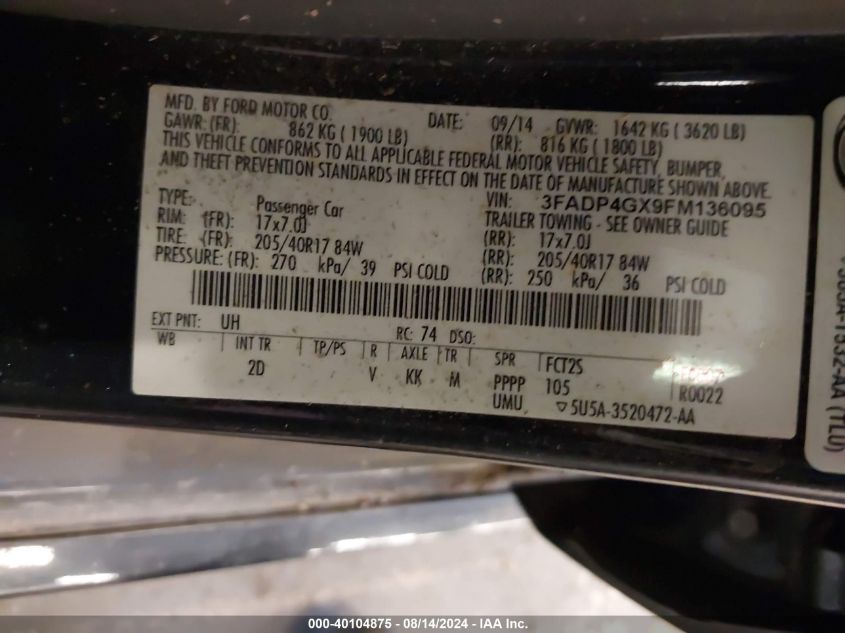 MFD. BY FORD MOTOR CO.
DATE: 09/14 GVWR: 1642 KG ( 3620 LB)
GAWR: (FR): 862 KG ( 1900 LB) (RR): 816 KG ( 1800 LB)
THIS VEHICLE CONFORMS TO ALL APPLICABLE FEDERAL MOTOR VEHICLE SAFETY, BUMPER,
AND THEFT PREVENTION STANDARDS IN EFFECT ON THE DATE OF MANUFACTURE SHOWN ABOVE.
VIN: 3FADP4GX9FM136095
TYPE: Passenger Car TRAILER TOWING - SEE OWNER GUIDE
RIM: (FR): 17x7.0J (RR): 17x7.0J
TIRE: (FR): 205/40R17 84W (RR): 205/40R17 84W
PRESSURE: (FR): 270 kPa/ 39 PSI COLD (RR): 250 kPa/ 36 PSI COLD
EXT PNT: UH RC: 74 DSO:
WB INT TR TP/PS R AXLE TR SPR FCT2S
2D V KK M PPPP 105 R0022
UMU ▽5U5A-3520472-AA
(TLU)
000-40104875 - 08/14/2024 - IAA Inc.